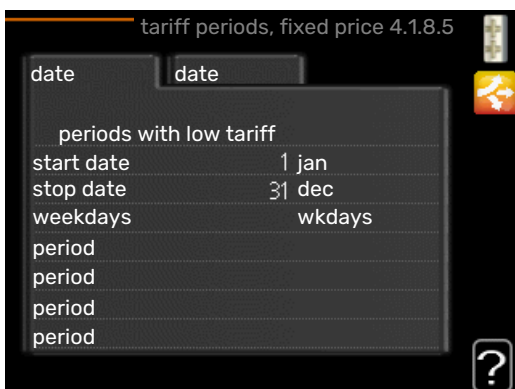 tariff periods, fixed price 4.1.8.5
date date
periods with low tariff
start date 1 jan
stop date 31 dec
weekdays wkdays
period
period
period
period
?